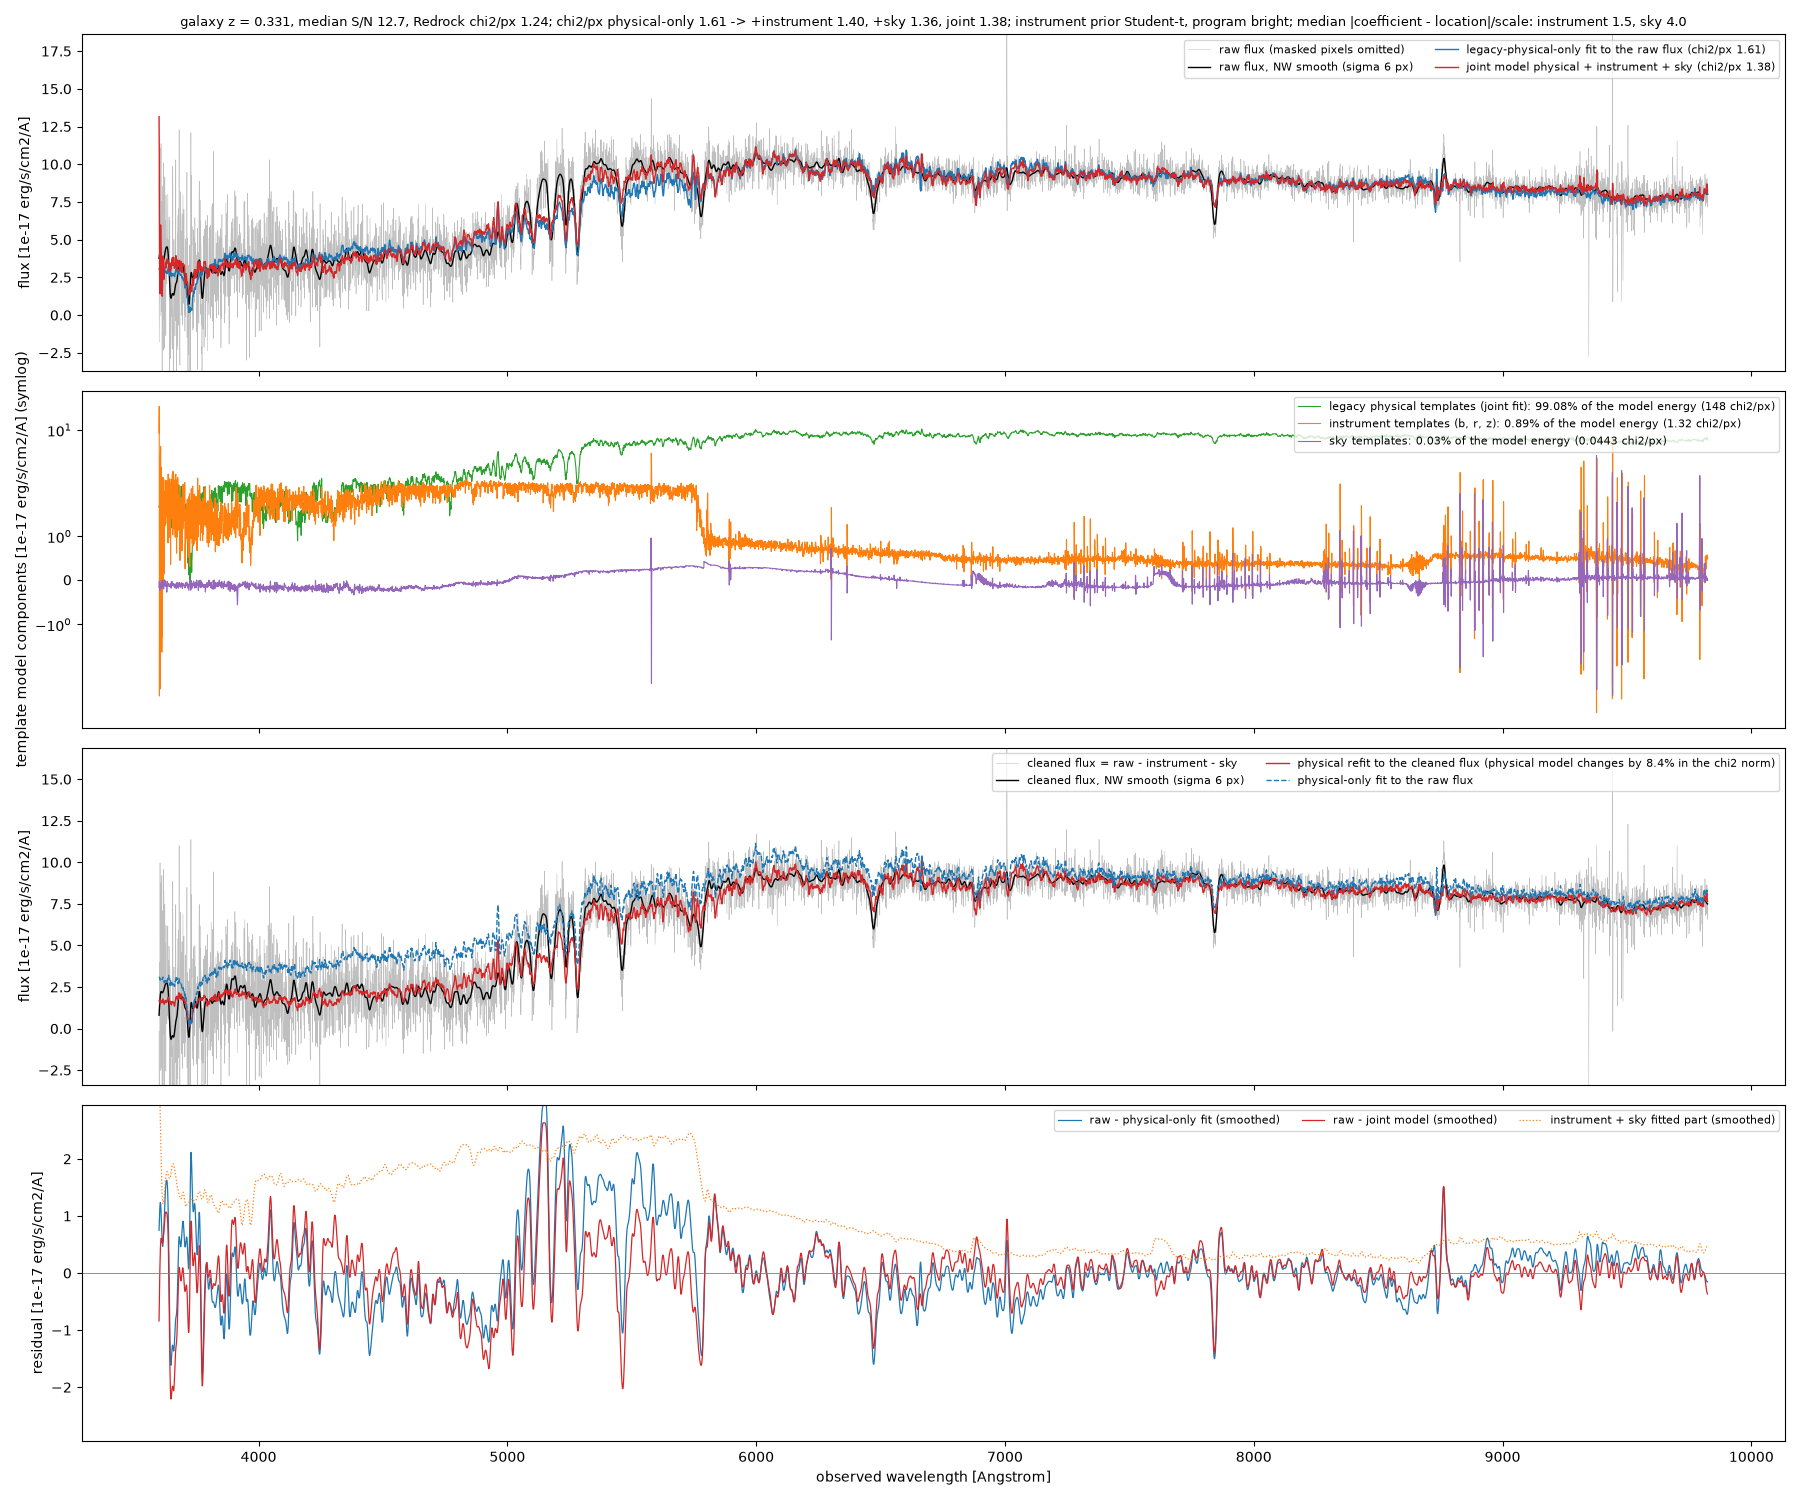 galaxy z = 0.331, median S/N 12.7, Redrock chi2/px 1.24; chi2/px physical-only 1.61 -> +instrument 1.40, +sky 1.36, joint 1.38; instrument prior Student-t, program bright; median |coefficient - location|/scale: instrument 1.5, sky 4.0
raw flux (masked pixels omitted)
raw flux, NW smooth (sigma 6 px)
legacy-physical-only fit to the raw flux (chi2/px 1.61)
joint model physical + instrument + sky (chi2/px 1.38)
17.5
15.0
12.5
10.0
7.5
5.0
2.5
0.0
−2.5
flux [1e-17 erg/s/cm2/A]
legacy physical templates (joint fit): 99.08% of the model energy (148 chi2/px)
instrument templates (b, r, z): 0.89% of the model energy (1.32 chi2/px)
sky templates: 0.03% of the model energy (0.0443 chi2/px)
10¹
10⁰
0
−10⁰
template model components [1e-17 erg/s/cm2/A] (symlog)
cleaned flux = raw - instrument - sky
cleaned flux, NW smooth (sigma 6 px)
physical refit to the cleaned flux (physical model changes by 8.4% in the chi2 norm)
physical-only fit to the raw flux
15.0
12.5
10.0
7.5
5.0
2.5
0.0
−2.5
flux [1e-17 erg/s/cm2/A]
raw - physical-only fit (smoothed)
raw - joint model (smoothed)
instrument + sky fitted part (smoothed)
2
1
0
−1
−2
residual [1e-17 erg/s/cm2/A]
4000
5000
6000
7000
8000
9000
10000
observed wavelength [Angstrom]